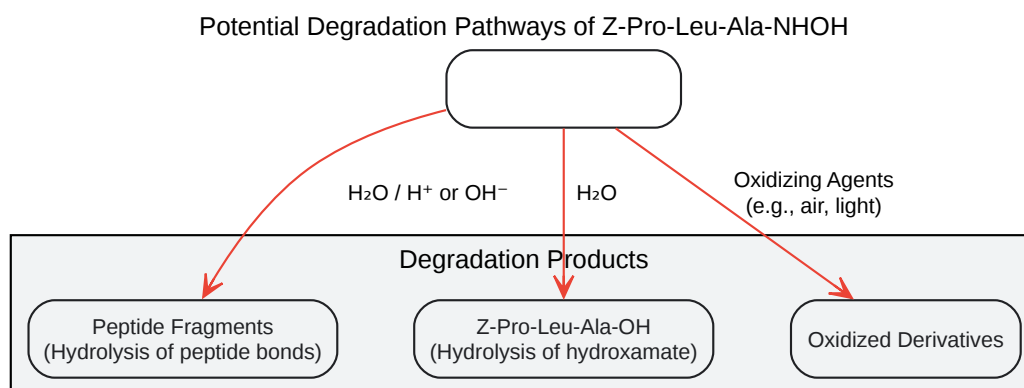 Potential Degradation Pathways of Z-Pro-Leu-Ala-NHOH
H₂O / H⁺ or OH⁻
H₂O
Oxidizing Agents
(e.g., air, light)
Degradation Products
Peptide Fragments
(Hydrolysis of peptide bonds)
Z-Pro-Leu-Ala-OH
(Hydrolysis of hydroxamate)
Oxidized Derivatives